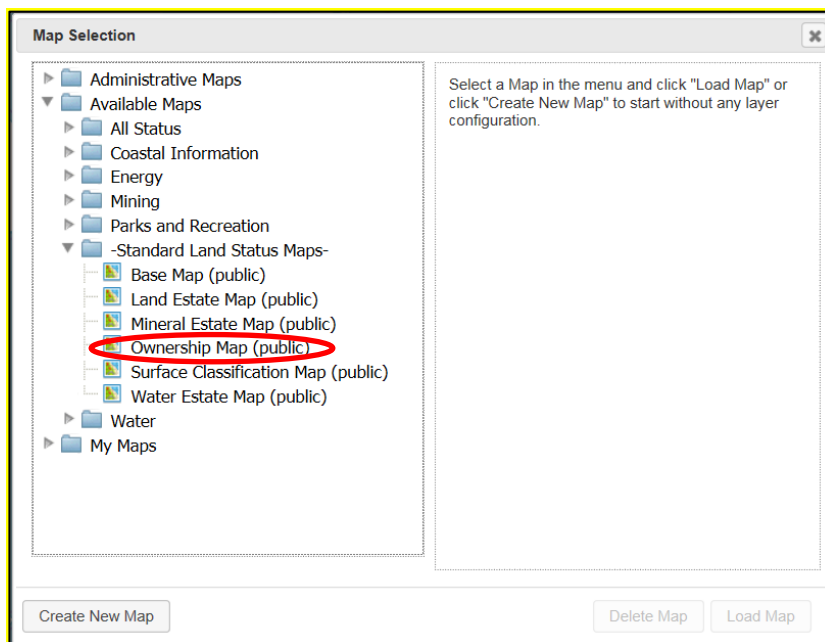 Map Selection
Administrative Maps
Available Maps
All Status
Coastal Information
Energy
Mining
Parks and Recreation
-Standard Land Status Maps-
Base Map (public)
Land Estate Map (public)
Mineral Estate Map (public)
Ownership Map (public)
Surface Classification Map (public)
Water Estate Map (public)
Water
My Maps
Select a Map in the menu and click "Load Map" or
click "Create New Map" to start without any layer
configuration.
Create New Map
Delete Map
Load Map